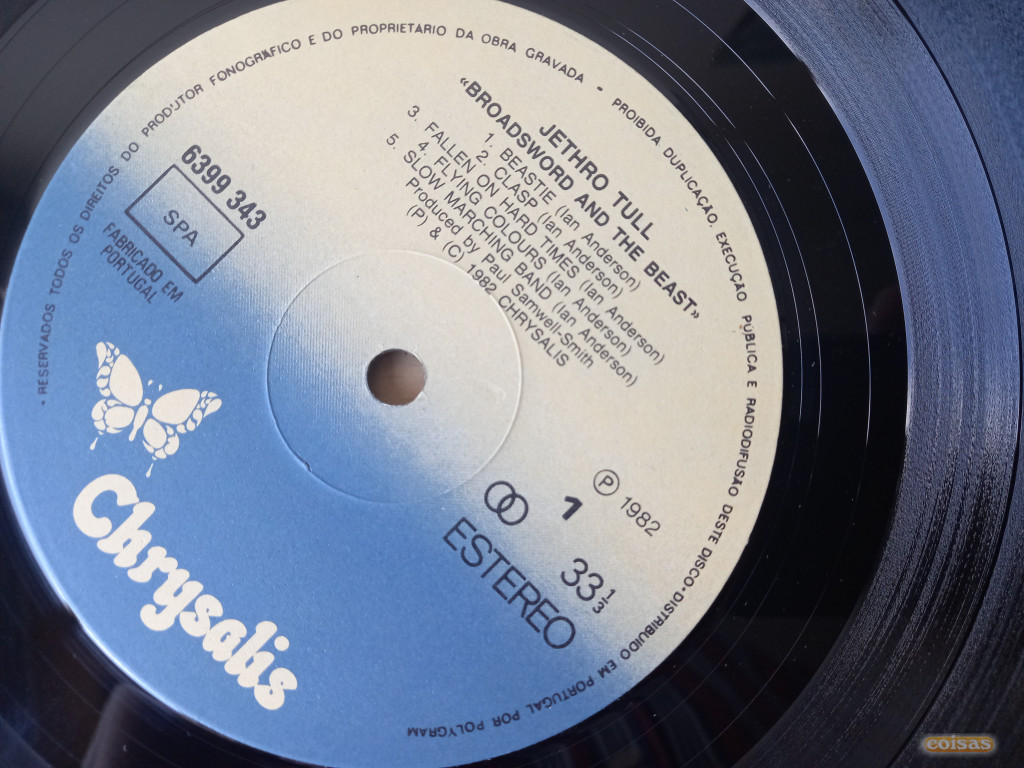 • RESERVADOS TODOS OS DIREITOS DO PRODUTOR FONOGRÁFICO E DO PROPRIETARIO DA OBRA GRAVADA - PROIBIDA DUPLICAÇÃO, EXECUÇÃO PÚBLICA E RADIODIFUSÃO DESTE DISCO-DISTRIBUIDO EM PORTUGAL POR POLYGRAM
JETHRO TULL
«BROADSWORD AND THE BEAST»
1. BEASTIE (Ian Anderson)
2. CLASP (Ian Anderson)
3. FALLEN ON HARD TIMES (Ian Anderson)
4. FLYING COLOURS (Ian Anderson)
5. SLOW MARCHING BAND (Ian Anderson)
Produced by Paul Samwell-Smith
(P) & (C) 1982 CHRYSALIS
6399 343
SPA
FABRICADO EM
PORTUGAL
Ⓟ 1982
1
33 1/3
ESTEREO
Chrysalis
coisas